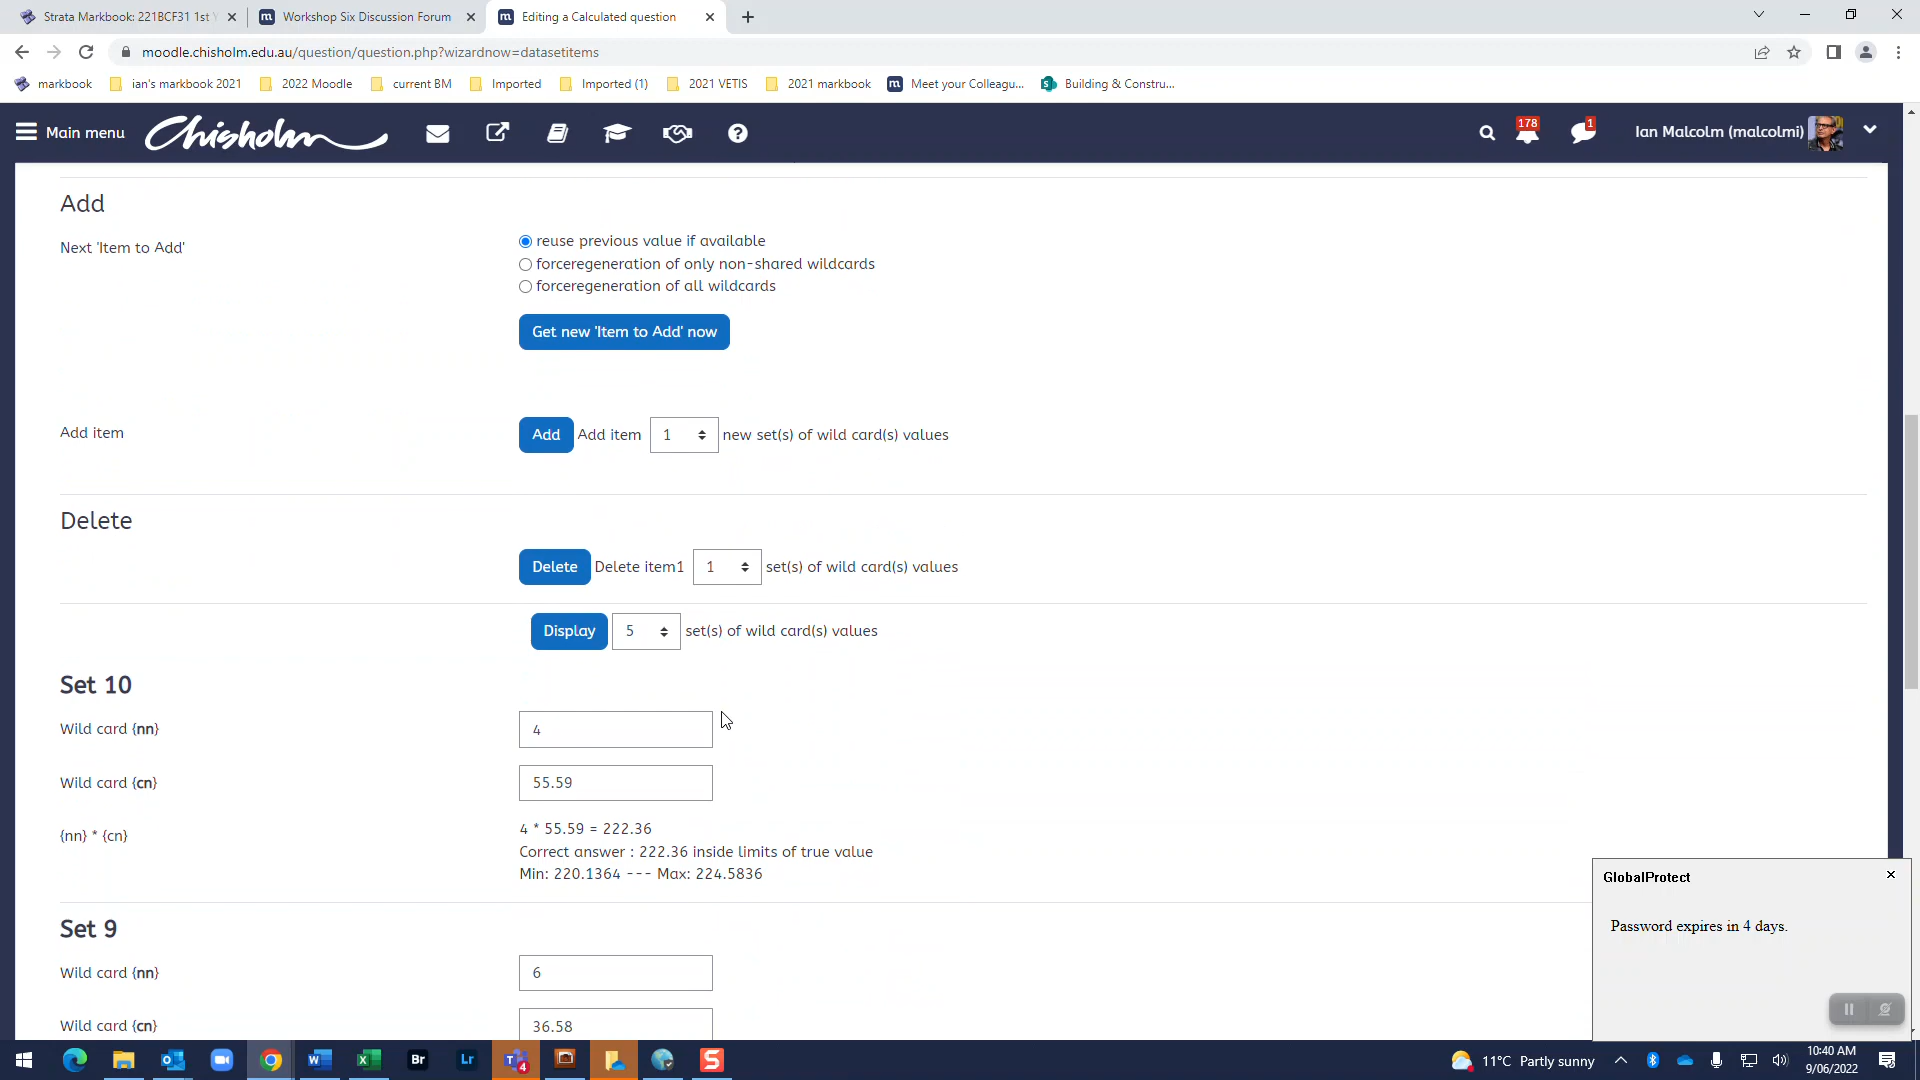 Strata Markbook: 221BCF31 1st Y
Workshop Six Discussion Forum
Editing a Calculated question
moodle.chisholm.edu.au/question/question.php?wizardnow=datasetitems
markbook
ian's markbook 2021
2022 Moodle
current BM
Imported
Imported (1)
2021 VETIS
2021 markbook
Meet your Colleagu...
Building & Constru...
Main menu
Chisholm
178
1
Ian Malcolm (malcolmi)
Add
Next 'Item to Add'
reuse previous value if available
forceregeneration of only non-shared wildcards
forceregeneration of all wildcards
Get new 'Item to Add' now
Add item
Add Add item 1 new set(s) of wild card(s) values
Delete
Delete Delete item1 1 set(s) of wild card(s) values
Display 5 set(s) of wild card(s) values
Set 10
Wild card {nn}
4
Wild card {cn}
55.59
{nn} * {cn}
4 * 55.59 = 222.36
Correct answer : 222.36 inside limits of true value
Min: 220.1364 --- Max: 224.5836
Set 9
Wild card {nn}
6
Wild card {cn}
36.58
GlobalProtect
Password expires in 4 days.
Br
Lr
4
11°C Partly sunny
10:40 AM
9/06/2022